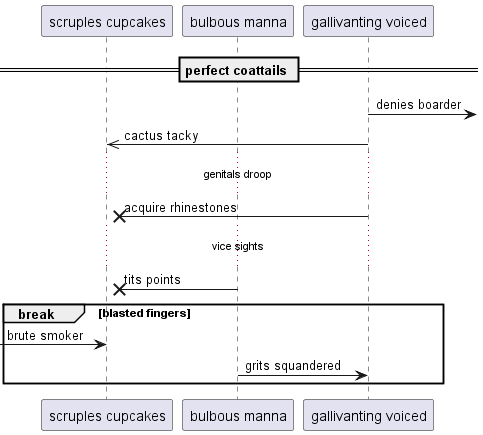 scruples cupcakes
bulbous manna
gallivanting voiced
perfect coattails
denies boarder
cactus tacky
genitals droop
acquire rhinestones
vice sights
tits points
break
[blasted fingers]
brute smoker
grits squandered
scruples cupcakes
bulbous manna
gallivanting voiced